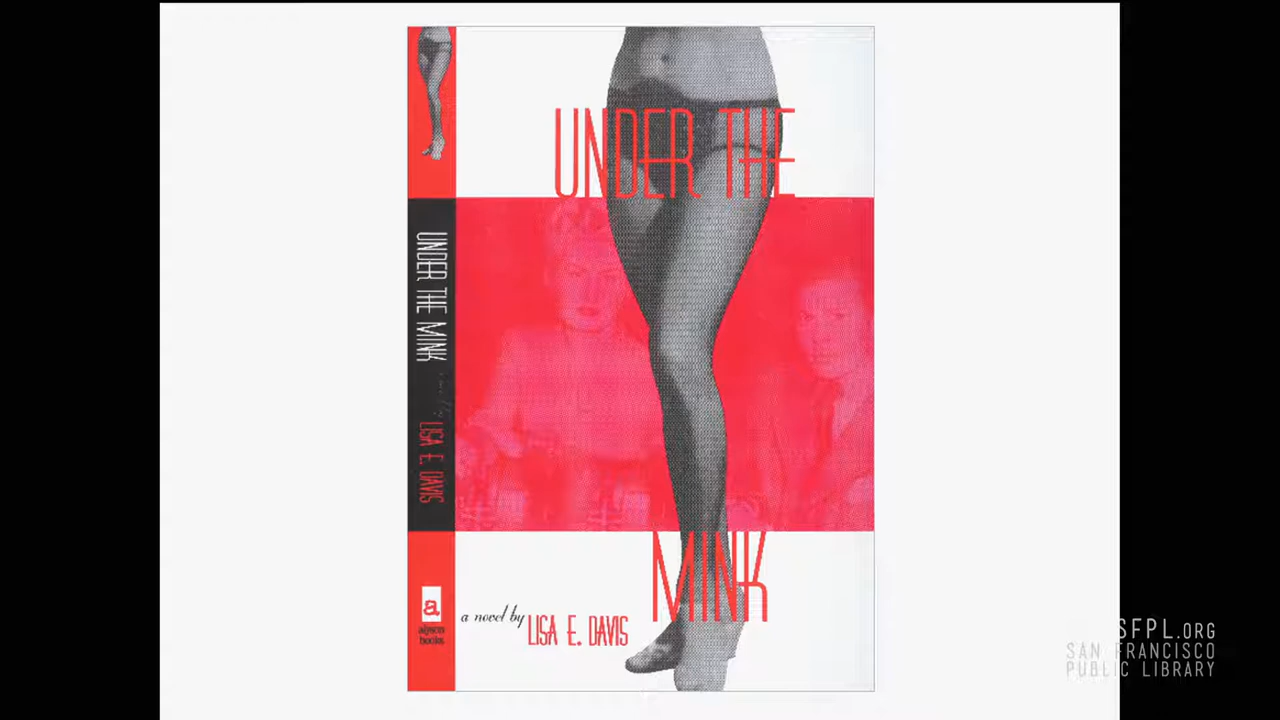 UNDER THE
MINK
a novel by LISA E. DAVIS
UNDER THE MINK
LISA E. DAVIS
a
alyson
books
SFPL.ORG
SAN FRANCISCO
PUBLIC LIBRARY